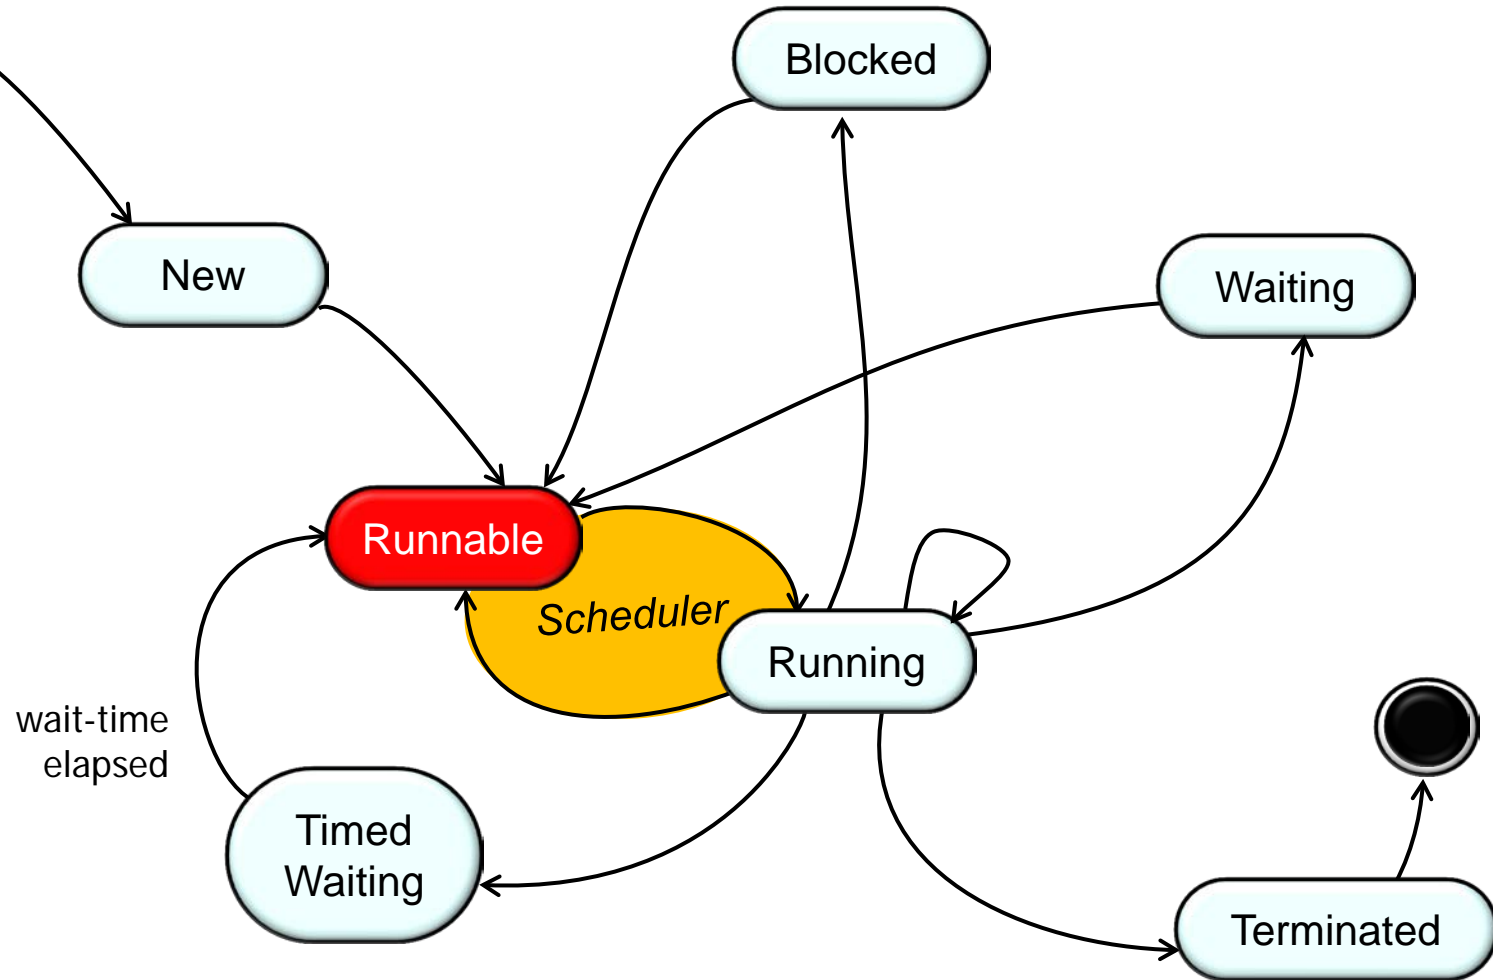 Blocked
New
Waiting
Runnable
Scheduler
Running
wait-time
elapsed
Timed
Waiting
Terminated